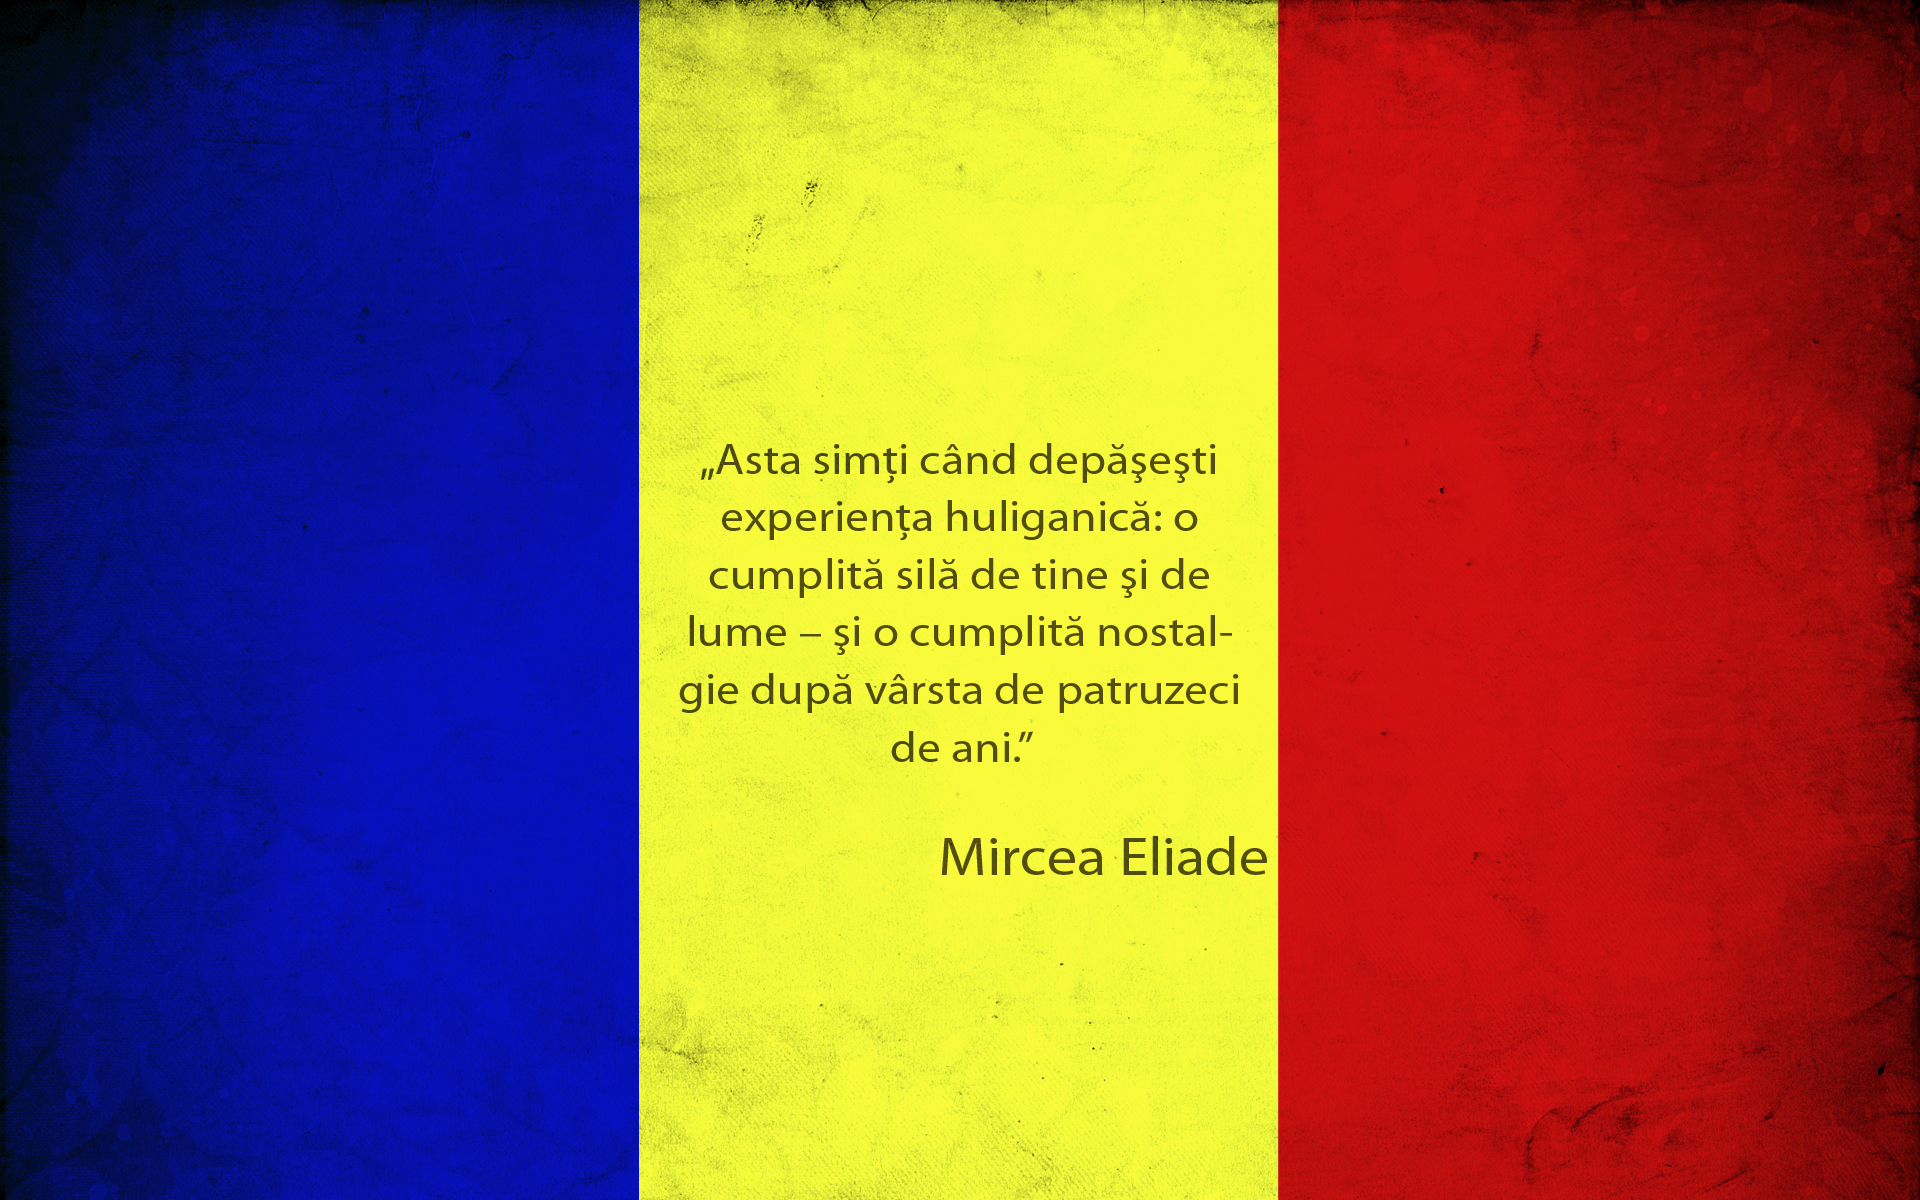 „Asta simţi când depăşeşti
experienţa huliganică: o
cumplită silă de tine şi de
lume – şi o cumplită nostal-
gie după vârsta de patruzeci
de ani.”
Mircea Eliade